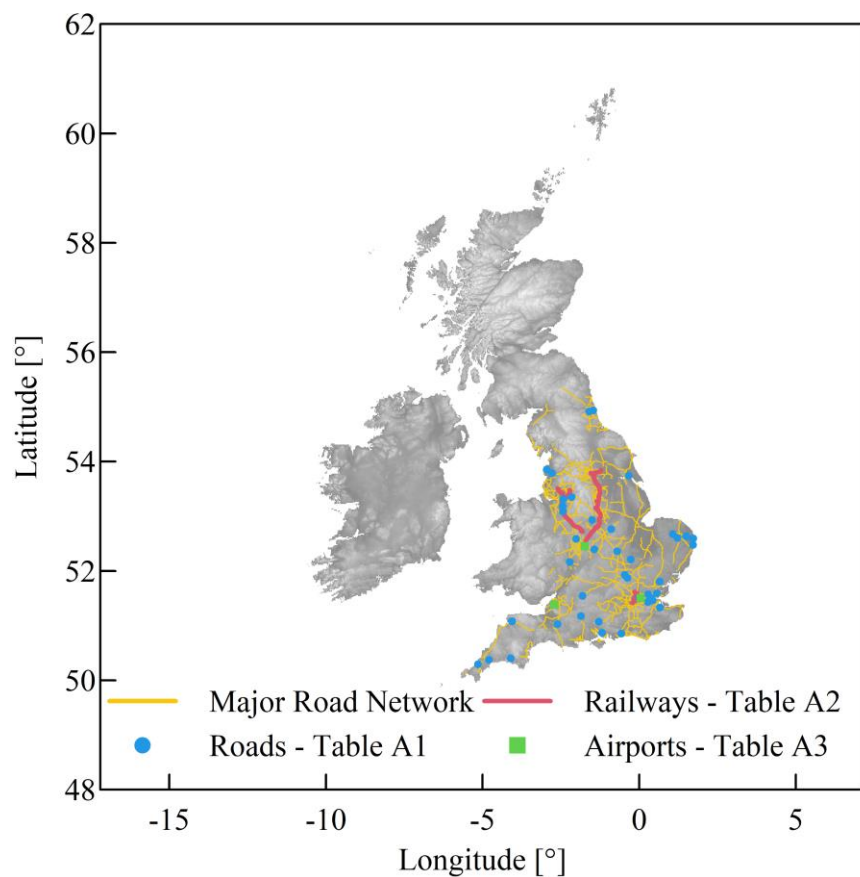 62
60
58
56
54
52
50
48
Latitude [°]
Major Road Network
Railways - Table A2
Roads - Table A1
Airports - Table A3
-15
-10
-5
0
5
Longitude [°]